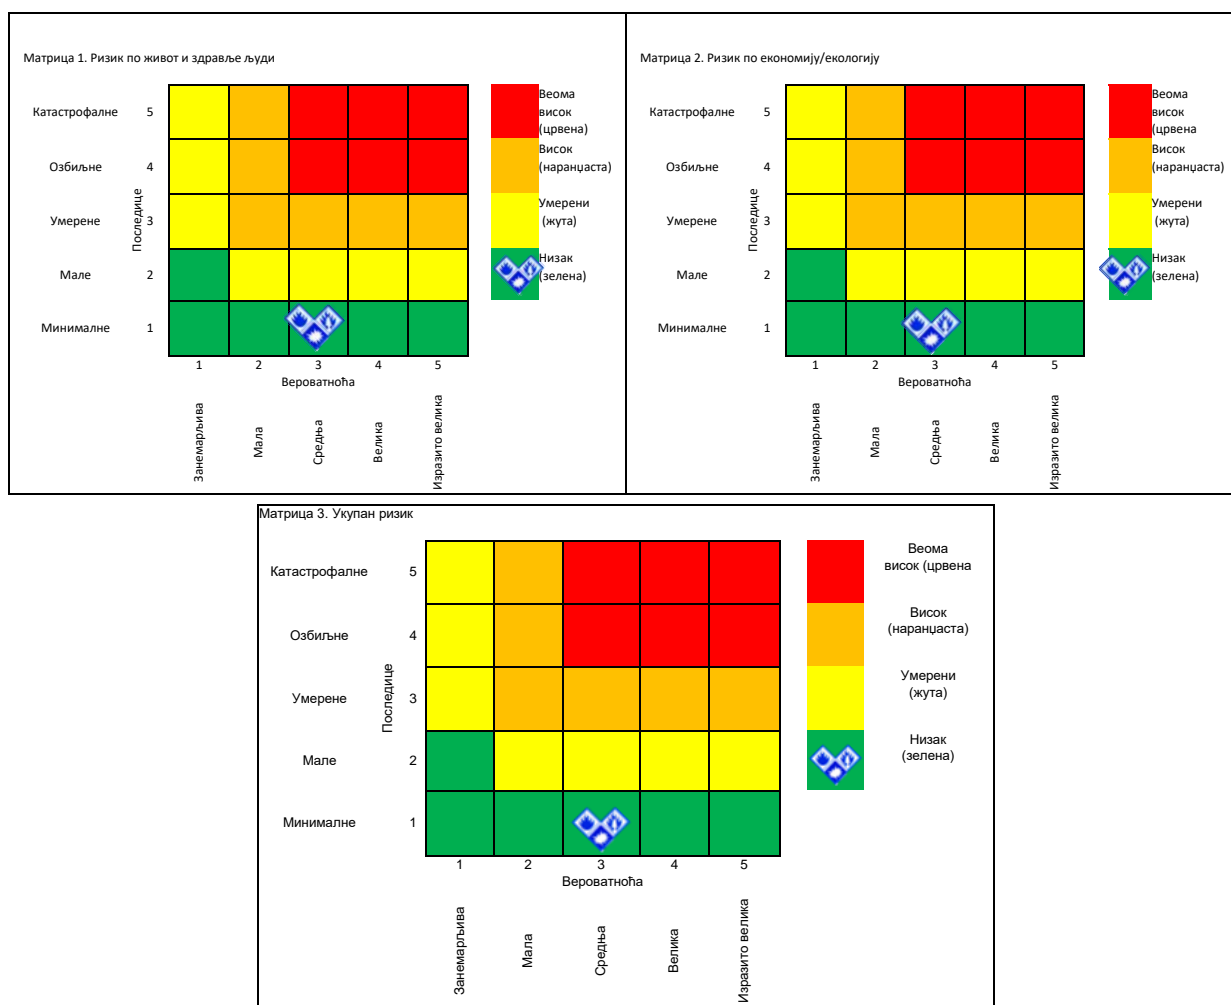 Матрица 1. Ризик по живот и здравље људи
Катастрофалне 5
Озбиљне 4
Умерене 3
Мале 2
Минималне 1
Последице
1 2 3 4 5
Вероватноћа
Занемарљива
Мала
Средња
Велика
Изразито велика
Веома
висок
(црвена)
Висок
(наранџаста)
Умерени
(жута)
Низак
(зелена)
Матрица 2. Ризик по економију/екологију
Катастрофалне 5
Озбиљне 4
Умерене 3
Мале 2
Минималне 1
Последице
1 2 3 4 5
Вероватноћа
Занемарљива
Мала
Средња
Велика
Изразито велика
Веома
висок
(црвена
Висок
(наранџаста)
Умерени
(жута)
Низак
(зелена)
Матрица 3. Укупан ризик
Катастрофалне 5
Озбиљне 4
Умерене 3
Мале 2
Минималне 1
Последице
1 2 3 4 5
Вероватноћа
Занемарљива
Мала
Средња
Велика
Изразито велика
Веома
висок (црвена
Висок
(наранџаста)
Умерени
(жута)
Низак
(зелена)